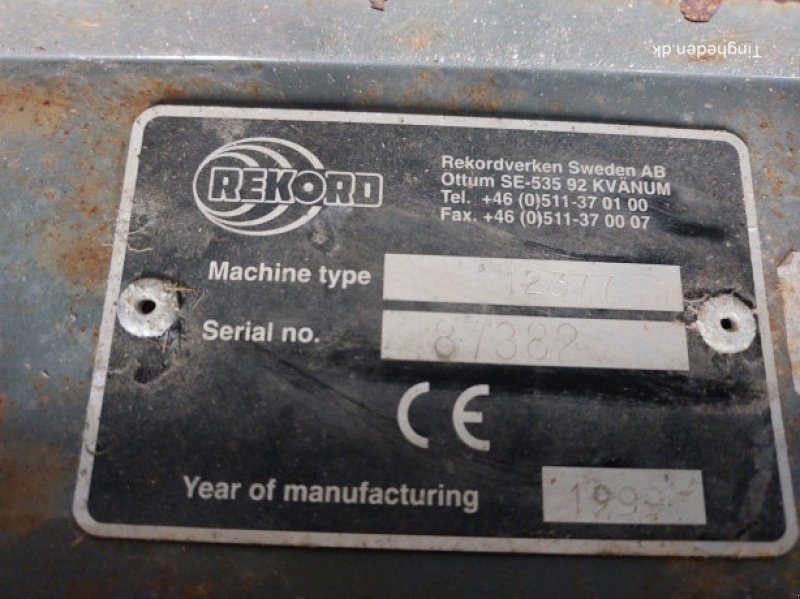 Tingheden.dk
REKORD
Rekordverken Sweden AB
Ottum SE-535 92 KVÄNUM
Tel. +46 (0)511-37 01 00
Fax. +46 (0)511-37 00 07
Machine type 12377
Serial no. 87382
CE
Year of manufacturing 1999